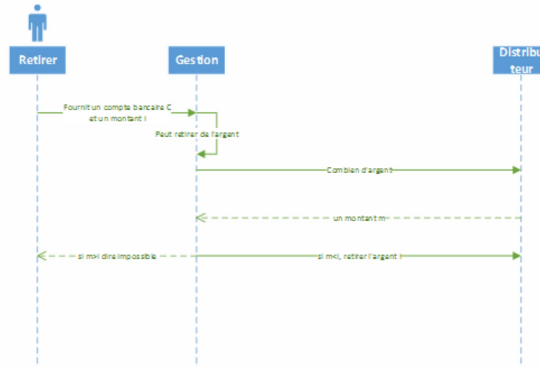 Retirer
Gestion
Distribu
teur
Fournit un compte bancaire C
et un montant i
Peut retirer de l'argent
Combien d'argent
un montant m
si m>i dire impossible
si m<i, retirer l'argent i